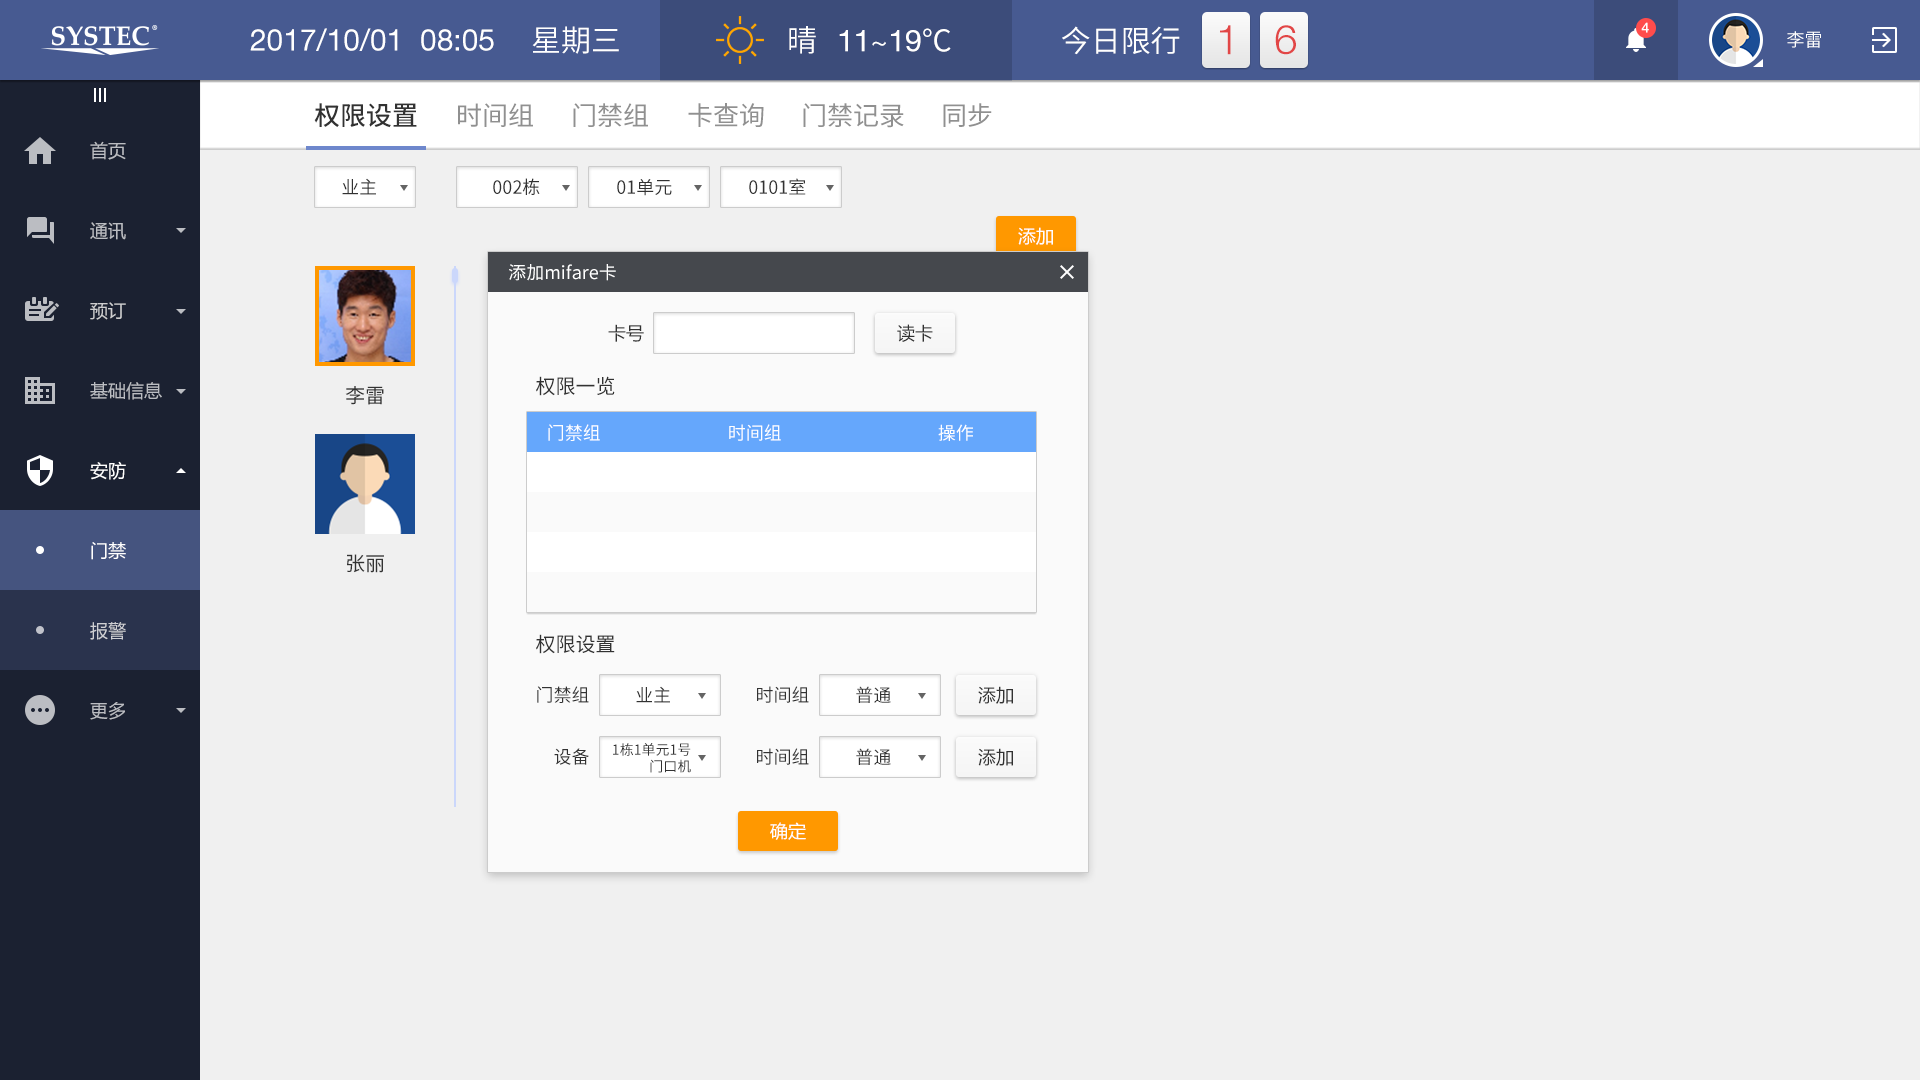 SYSTEC®
2017/10/01 08:05 星期三
晴 11~19℃
今日限行 1 6
4
李雷
首页
通讯
预订
基础信息
安防
门禁
报警
更多
权限设置 时间组 门禁组 卡查询 门禁记录 同步
业主 002栋 01单元 0101室
添加
李雷
张丽
添加mifare卡
卡号 读卡
权限一览
门禁组 时间组 操作
权限设置
门禁组 业主 时间组 普通 添加
设备 1栋1单元1号
门口机
时间组 普通 添加
确定